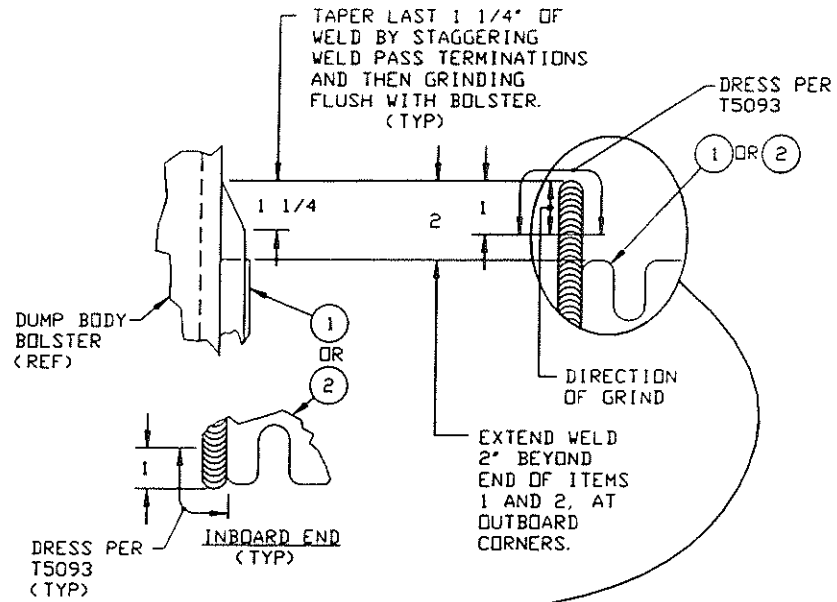 TAPER LAST 1 1/4" OF
WELD BY STAGGERING
WELD PASS TERMINATIONS
AND THEN GRINDING
FLUSH WITH BOLSTER.
(TYP)
DRESS PER
T5093
1 OR 2
1 1/4
2
1
DUMP BODY
BOLSTER
(REF)
1
OR
2
DIRECTION
OF GRIND
1
EXTEND WELD
2" BEYOND
END OF ITEMS
1 AND 2, AT
OUTBOARD
CORNERS.
INBOARD END
(TYP)
DRESS PER
T5093
(TYP)